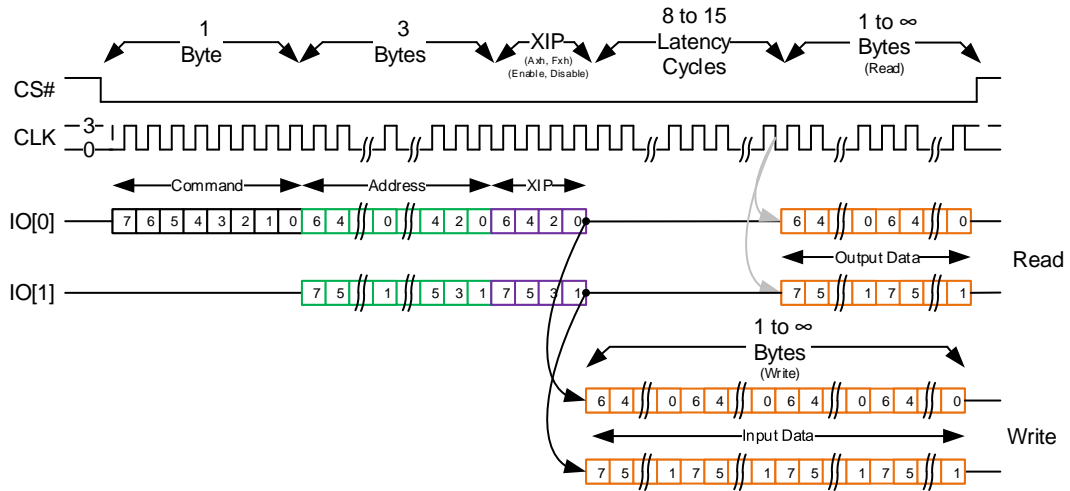 1 Byte
3 Bytes
XIP
(Axh, Fxh)
(Enable, Disable)
8 to 15 Latency Cycles
1 to ∞ Bytes
(Read)
CS#
CLK 3 0
Command Address XIP
IO[0] 7 6 5 4 3 2 1 0 6 4 0 4 2 0 6 4 2 0 6 4 6 4 0
Output Data Read
IO[1] 7 5 1 5 3 1 7 5 3 1 7 5 1 7 5 1
1 to ∞
Bytes
(Write)
6 4 0 6 4 0 6 4 0 6 4 0
Input Data Write
7 5 1 7 5 1 7 5 1 7 5 1